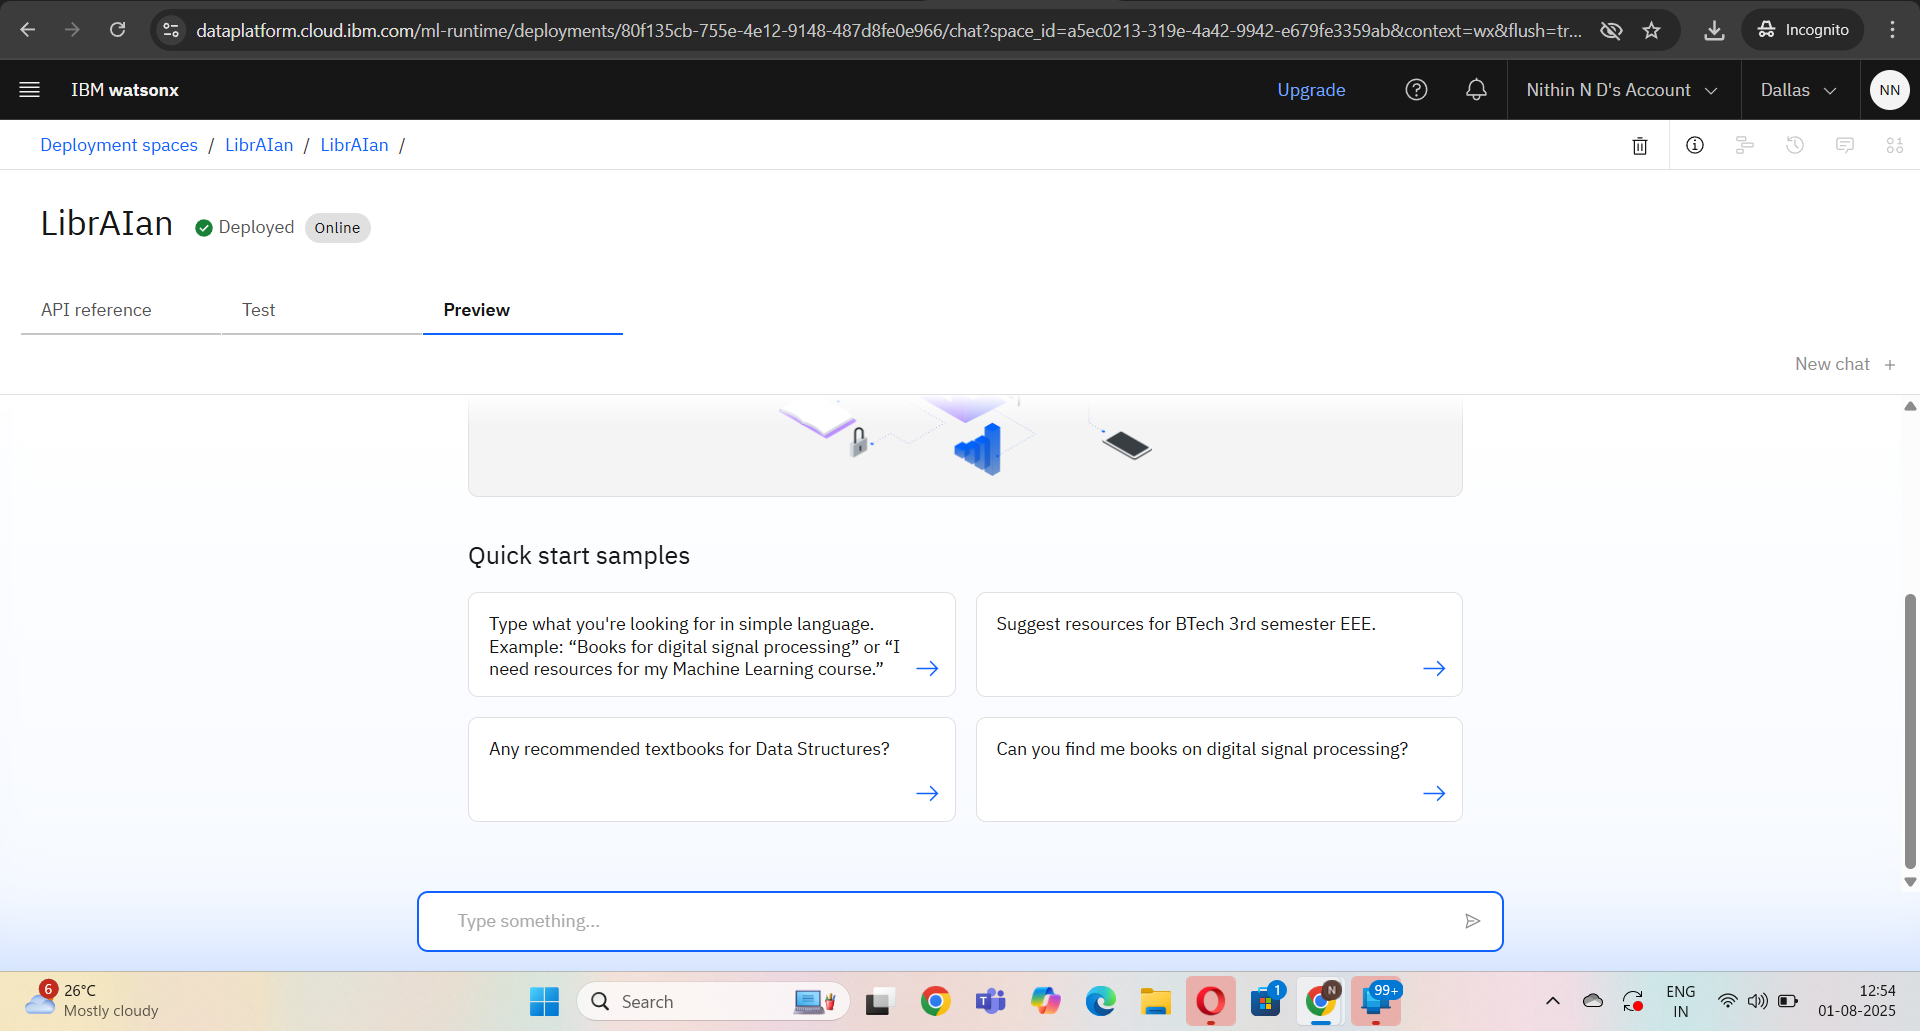 dataplatform.cloud.ibm.com/ml-runtime/deployments/80f135cb-755e-4e12-9148-487d8fe0e966/chat?space_id=a5ec0213-319e-4a42-9942-e679fe3359ab&context=wx&flush=tr...
Incognito
IBM watsonx
Upgrade
Nithin N D's Account
Dallas
NN
Deployment spaces / LibrAIan / LibrAIan /
LibrAIan
Deployed
Online
API reference
Test
Preview
New chat +
Quick start samples
Type what you're looking for in simple language.
Example: “Books for digital signal processing” or “I
need resources for my Machine Learning course.”
Suggest resources for BTech 3rd semester EEE.
Any recommended textbooks for Data Structures?
Can you find me books on digital signal processing?
Type something...
6
26°C
Mostly cloudy
Search
1
N
99+
ENG
IN
12:54
01-08-2025